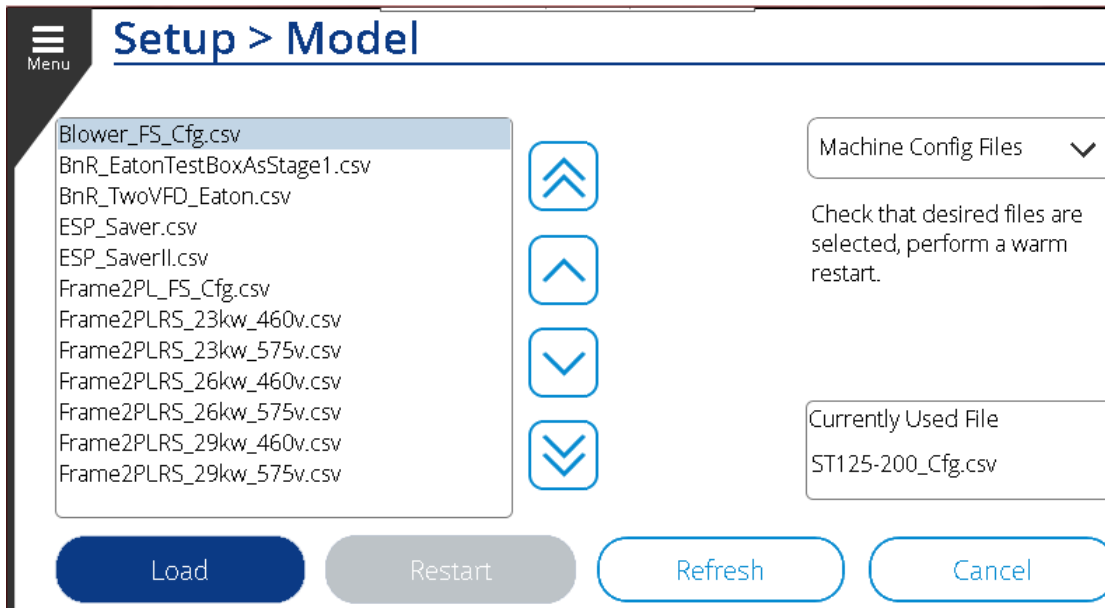 Setup > Model
Menu
Blower_FS_Cfg.csv
BnR_EatonTestBoxAsStage1.csv
BnR_TwoVFD_Eaton.csv
ESP_Saver.csv
ESP_SaverII.csv
Frame2PL_FS_Cfg.csv
Frame2PLRS_23kw_460v.csv
Frame2PLRS_23kw_575v.csv
Frame2PLRS_26kw_460v.csv
Frame2PLRS_26kw_575v.csv
Frame2PLRS_29kw_460v.csv
Frame2PLRS_29kw_575v.csv
Machine Config Files
Check that desired files are
selected, perform a warm
restart.
Currently Used File
ST125-200_Cfg.csv
Load
Restart
Refresh
Cancel